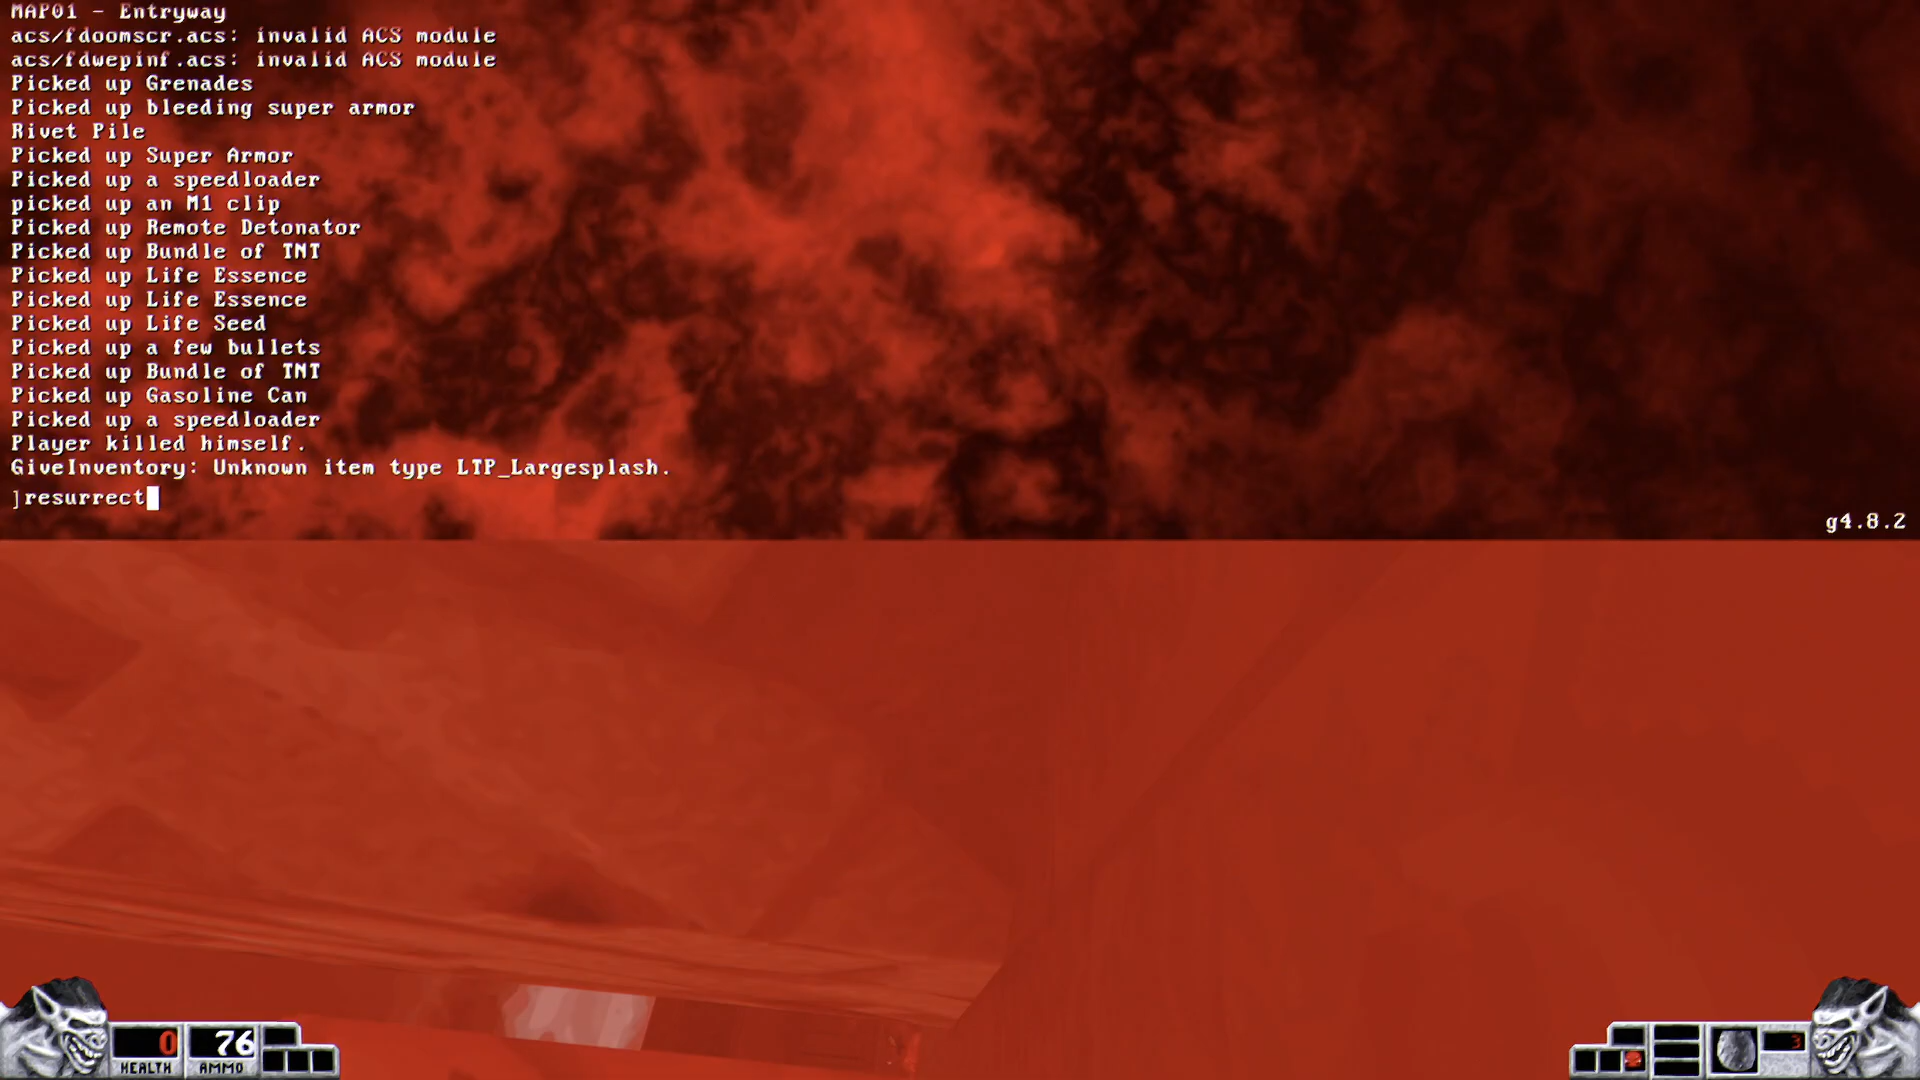 MAP01 - Entryway
acs/fdoomscr.acs: invalid ACS module
acs/fdwepinf.acs: invalid ACS module
Picked up Grenades
Picked up bleeding super armor
Rivet Pile
Picked up Super Armor
Picked up a speedloader
picked up an M1 clip
Picked up Remote Detonator
Picked up Bundle of TNT
Picked up Life Essence
Picked up Life Essence
Picked up Life Seed
Picked up a few bullets
Picked up Bundle of TNT
Picked up Gasoline Can
Picked up a speedloader
Player killed himself.
GiveInventory: Unknown item type LTP_Largesplash.
]resurrect
g4.8.2
0 76 3
HEALTH AMMO